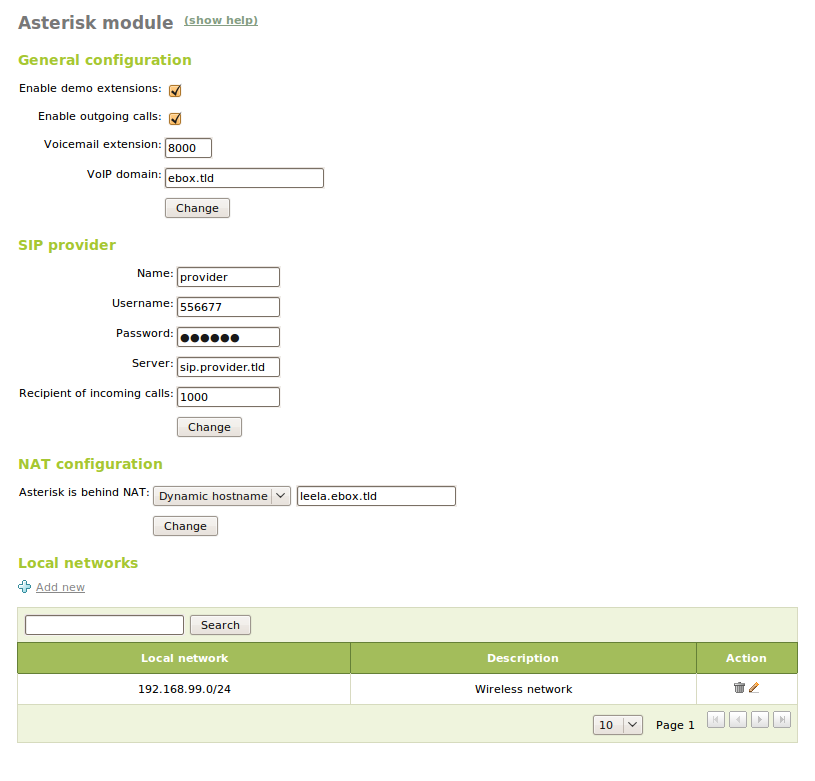 Asterisk module (show help)
General configuration
Enable demo extensions:
Enable outgoing calls:
Voicemail extension: 8000
VoIP domain: ebox.tld
Change
SIP provider
Name: provider
Username: 556677
Password: ●●●●●●
Server: sip.provider.tld
Recipient of incoming calls: 1000
Change
NAT configuration
Asterisk is behind NAT: Dynamic hostname leela.ebox.tld
Change
Local networks
Add new
Search
Local network Description Action
192.168.99.0/24 Wireless network
10 Page 1